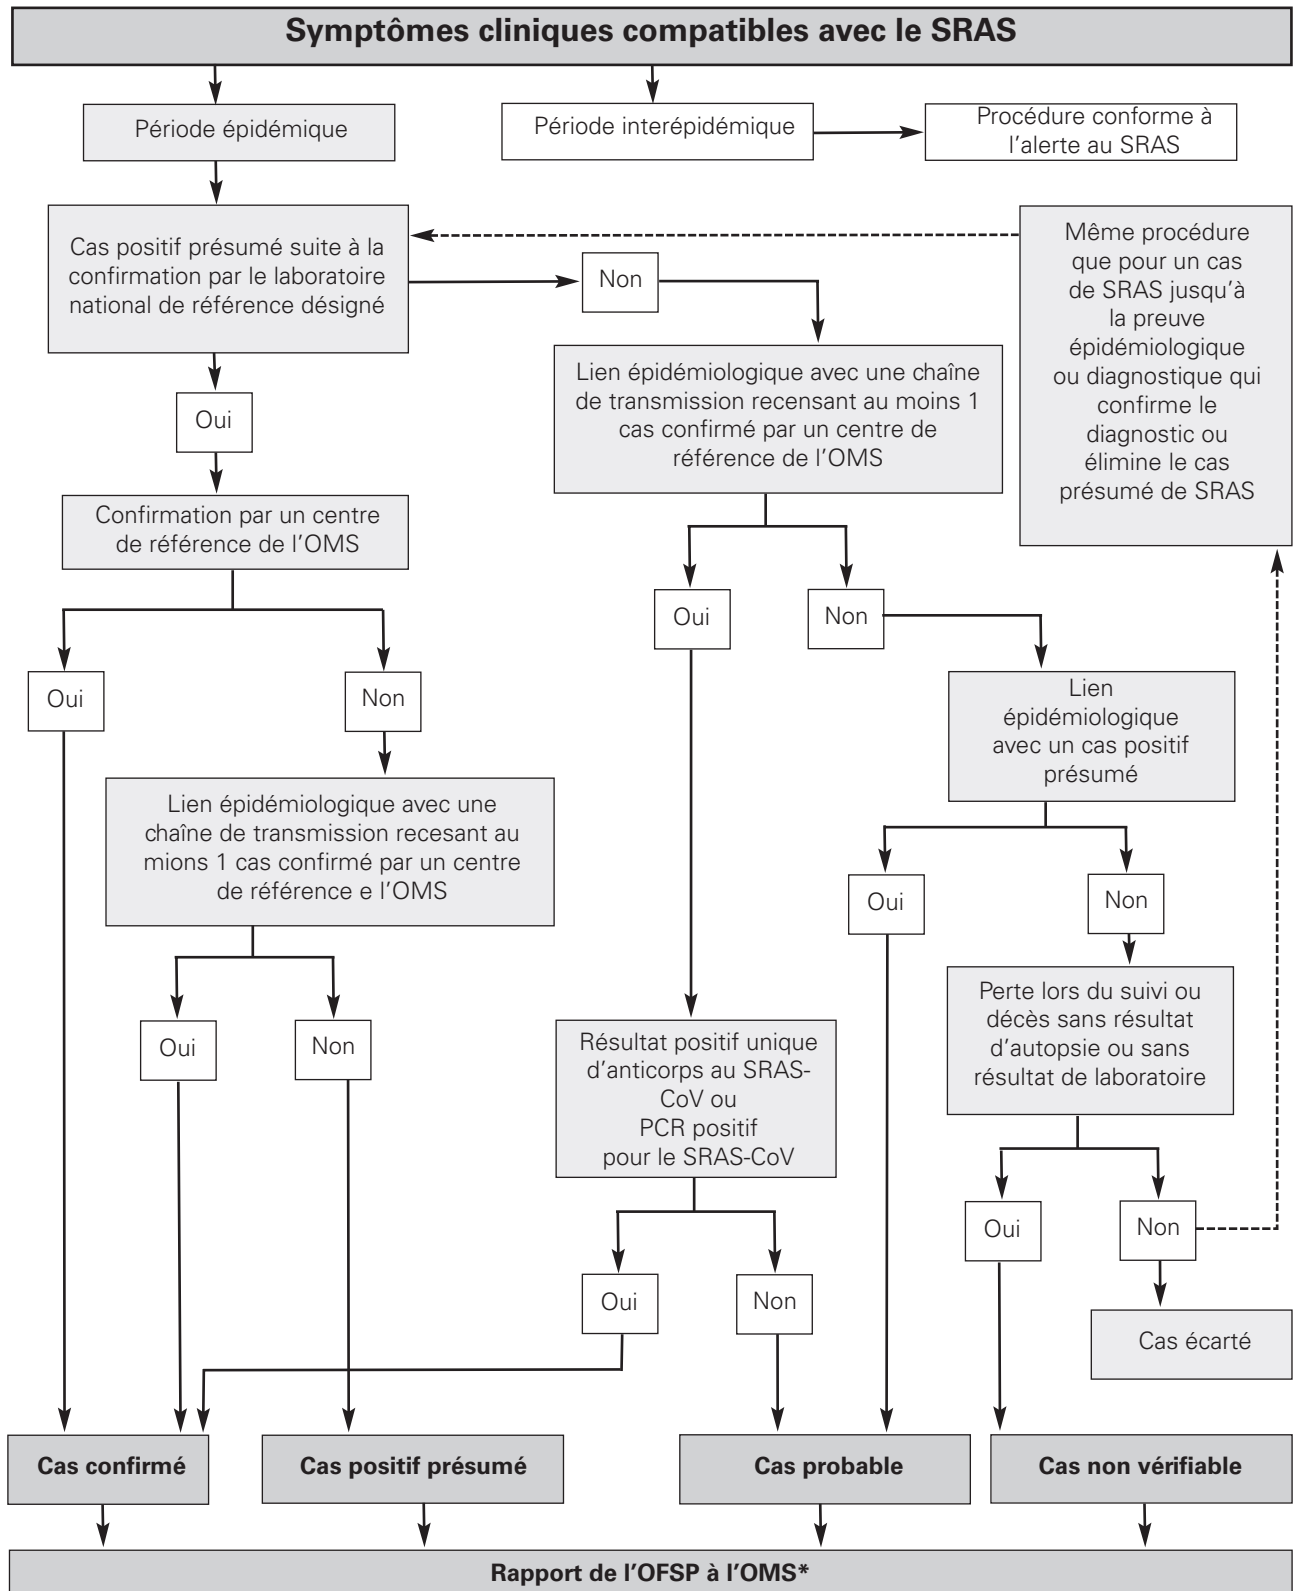 Symptômes cliniques compatibles avec le SRAS
Période épidémique
Période interépidémique
Procédure conforme à
l'alerte au SRAS
Cas positif présumé suite à la
confirmation par le laboratoire
national de référence désigné
Non
Même procédure
que pour un cas
de SRAS jusqu'à
la preuve
épidémiologique
ou diagnostique qui
confirme le
diagnostic ou
élimine le cas
présumé de SRAS
Lien épidémiologique avec une chaîne
de transmission recensant au moins 1
cas confirmé par un centre de
référence de l'OMS
Oui
Confirmation par un centre
de référence de l'OMS
Oui
Non
Oui
Non
Lien
épidémiologique
avec un cas positif
présumé
Lien épidémiologique avec une
chaîne de transmission recesant au
mions 1 cas confirmé par un centre
de référence e l'OMS
Oui
Non
Perte lors du suivi ou
décès sans résultat
d'autopsie ou sans
résultat de laboratoire
Oui
Non
Résultat positif unique
d'anticorps au SRAS-
CoV ou
PCR positif
pour le SRAS-CoV
Oui
Non
Oui
Non
Cas écarté
Cas confirmé
Cas positif présumé
Cas probable
Cas non vérifiable
Rapport de l'OFSP à l'OMS*